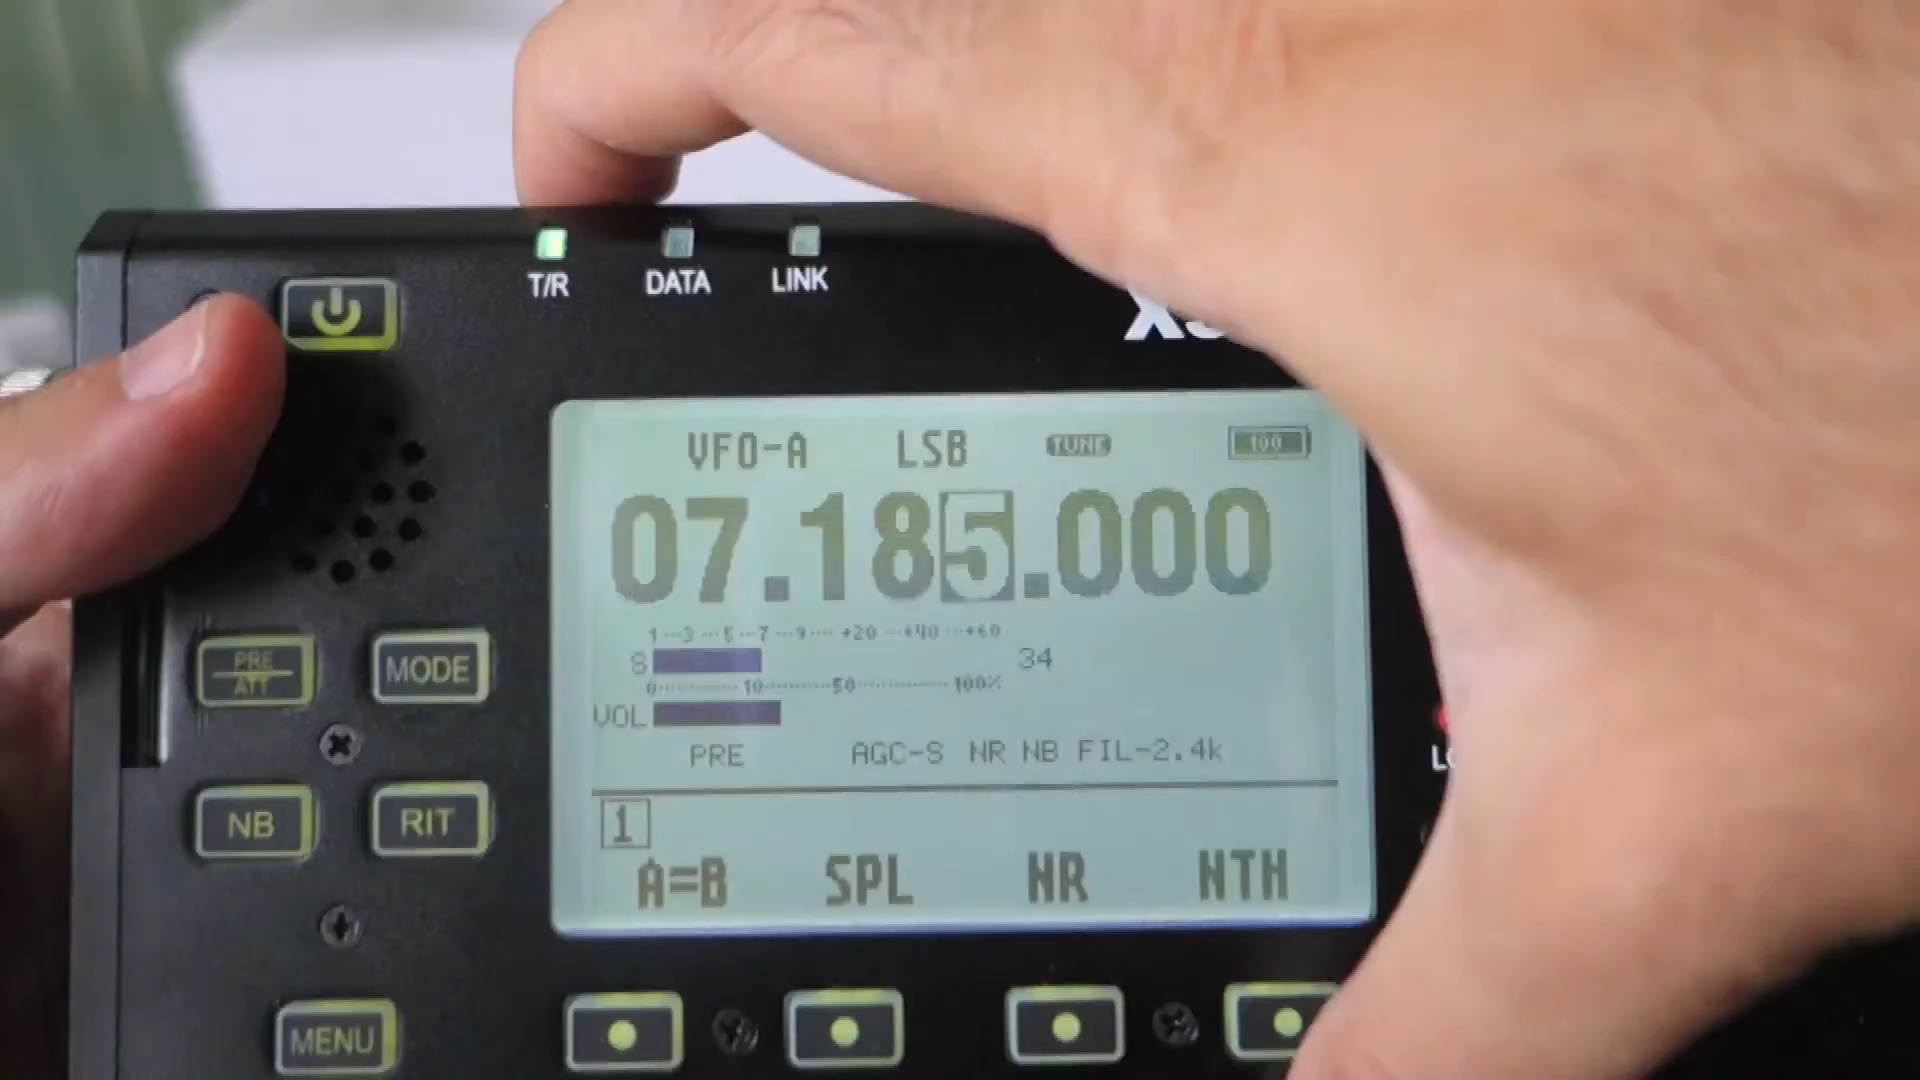 T/R DATA LINK
VFO-A LSB TUNE 100
07.185.000
1 3 5 7 9 +20 +40 +60
S 34
0 10 50 100%
VOL
PRE AGC-S NR NB FIL-2.4k
1
A=B SPL NR NTH
PRE
ATT
MODE
NB RIT
MENU